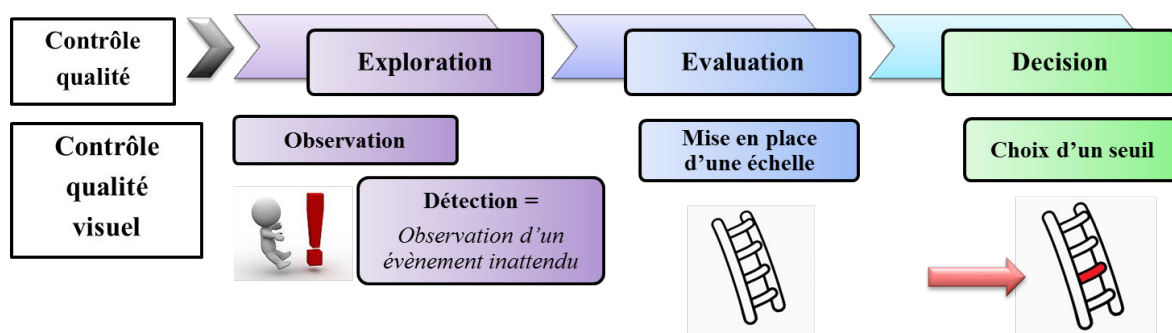 Contrôle
qualité
Exploration
Evaluation
Decision
Contrôle
qualité
visuel
Observation
Détection =
Observation d’un
évènement inattendu
Mise en place
d’une échelle
Choix d’un seuil